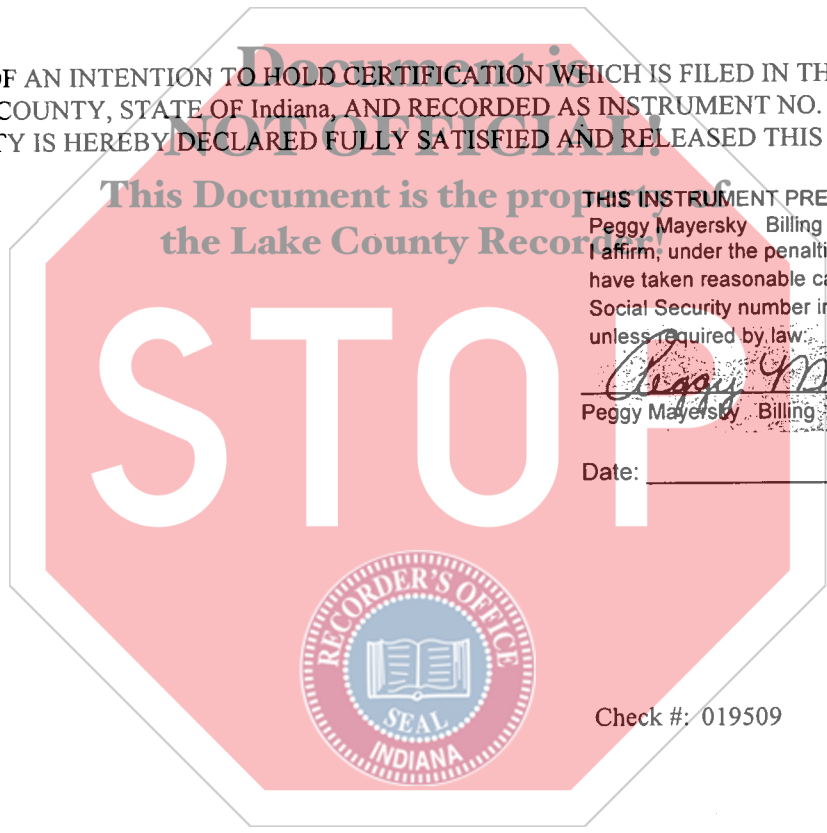 Document is
OF AN INTENTION TO HOLD CERTIFICATION WHICH IS FILED IN TH
COUNTY, STATE OF Indiana, AND RECORDED AS INSTRUMENT NO.
NOT OFFICIAL!
TY IS HEREBY DECLARED FULLY SATISFIED AND RELEASED THIS
This Document is the property of
the Lake County Recorder!
THIS INSTRUMENT PRE
Peggy Mayersky Billing
I affirm, under the penalti
have taken reasonable ca
Social Security number in
unless required by law.
Peggy M
Peggy Mayersky Billing
Date:
STOP
RECORDER'S OFFICE
SEAL
INDIANA
Check #: 019509